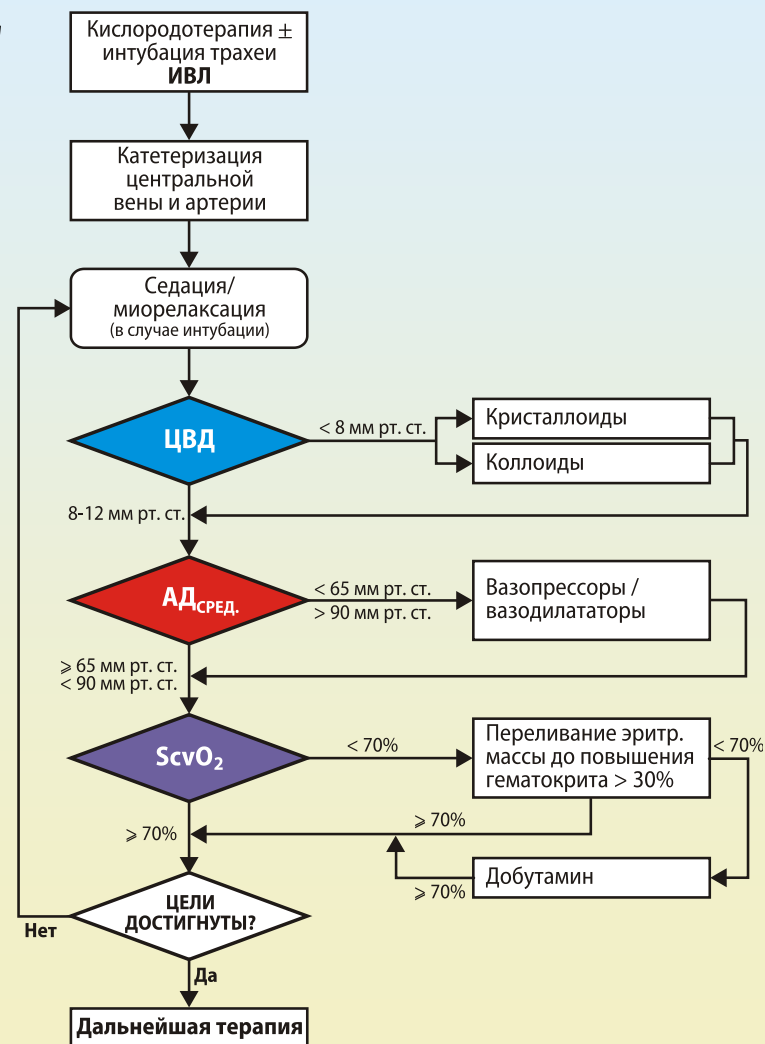 Кислородотерапия ±
интубация трахеи
ИВЛ
Катетеризация
центральной
вены и артерии
Седация/
миорелаксация
(в случае интубации)
ЦВД
< 8 мм рт. ст.
Кристаллоиды
Коллоиды
8-12 мм рт. ст.
АДСРЕД.
< 65 мм рт. ст.
> 90 мм рт. ст.
Вазопрессоры /
вазодилататоры
⩾ 65 мм рт. ст.
< 90 мм рт. ст.
ScvO₂
< 70%
Переливание эритр.
массы до повышения
гематокрита > 30%
< 70%
⩾ 70%
⩾ 70%
Добутамин
⩾ 70%
ЦЕЛИ
ДОСТИГНУТЫ?
Нет
Да
Дальнейшая терапия